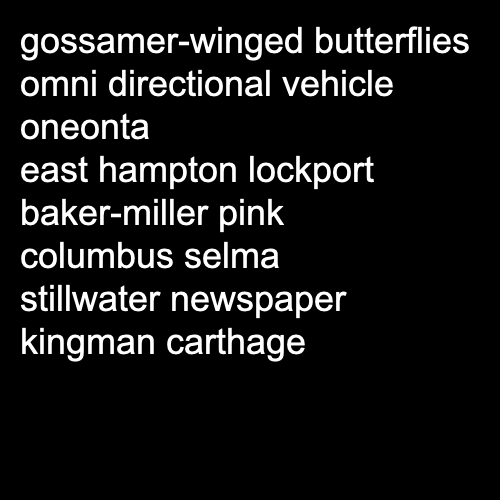 gossamer-winged butterflies
omni directional vehicle
oneonta
east hampton lockport
baker-miller pink
columbus selma
stillwater newspaper
kingman carthage